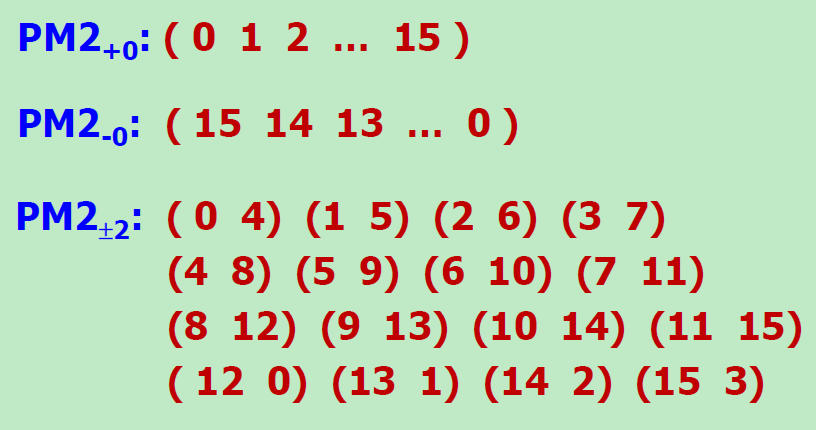 PM2+0: ( 0 1 2 ... 15 )
PM2-0: ( 15 14 13 ... 0 )
PM2±2: ( 0 4) (1 5) (2 6) (3 7)
(4 8) (5 9) (6 10) (7 11)
(8 12) (9 13) (10 14) (11 15)
( 12 0) (13 1) (14 2) (15 3)